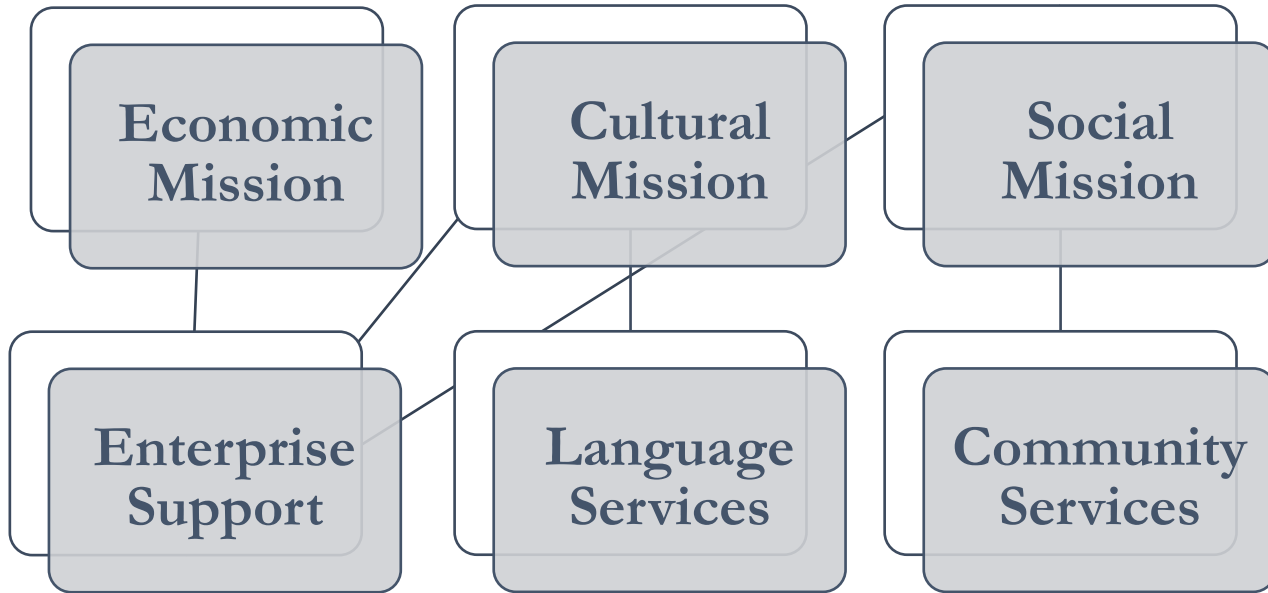 Economic
Mission
Cultural
Mission
Social
Mission
Enterprise
Support
Language
Services
Community
Services